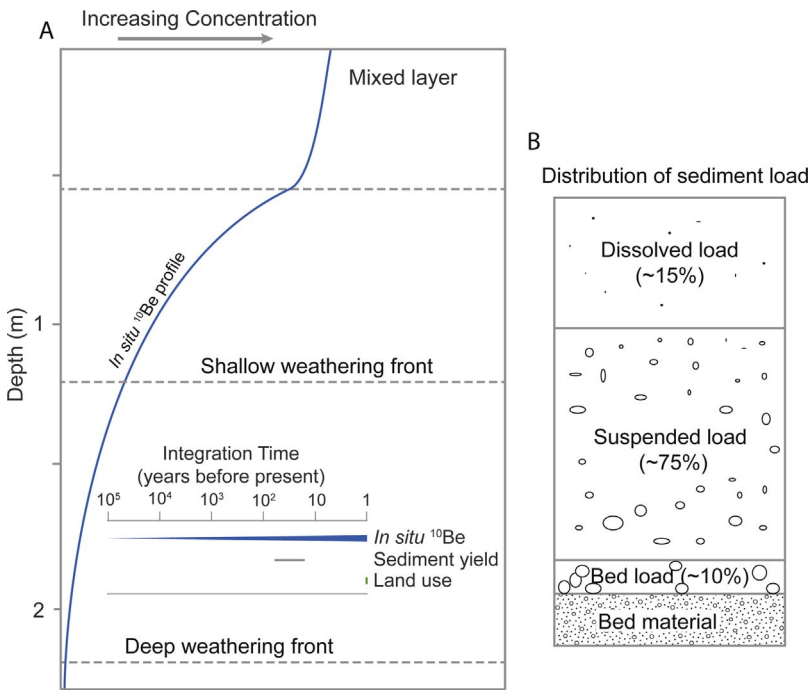 A
Increasing Concentration
Mixed layer
In situ ¹⁰Be profile
Depth (m)
1
Shallow weathering front
Integration Time
(years before present)
10⁵ 10⁴ 10³ 10² 10 1
In situ ¹⁰Be
Sediment yield
Land use
2
Deep weathering front
B
Distribution of sediment load
Dissolved load
(~15%)
Suspended load
(~75%)
Bed load (~10%)
Bed material